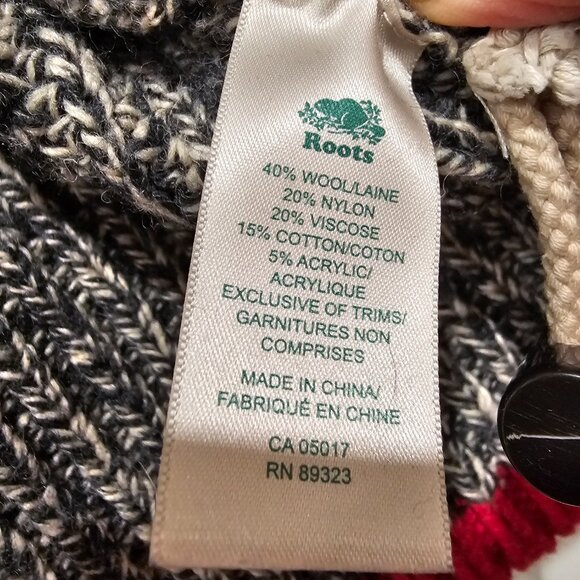 Roots
40% WOOL/LAINE
20% NYLON
20% VISCOSE
15% COTTON/COTON
5% ACRYLIC/
ACRYLIQUE
EXCLUSIVE OF TRIMS/
GARNITURES NON
COMPRISES
MADE IN CHINA/
FABRIQUÉ EN CHINE
CA 05017
RN 89323